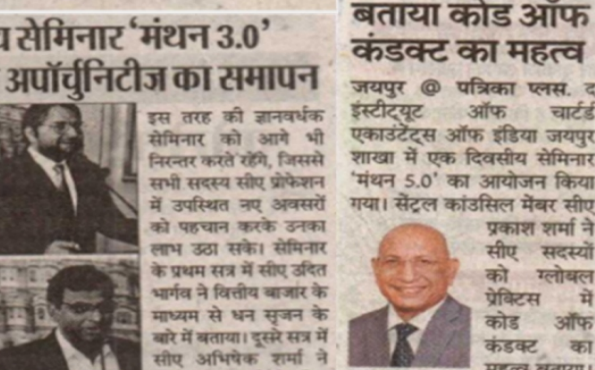 सेमिनार 'मंथन 3.0'
अपॉर्चुनिटीज का समापन
इस तरह की ज्ञानवर्धक
सेमिनार को आगे भी
निरन्तर करते रहेंगे, जिससे
सभी सदस्य सीए प्रोफेशन
में उपस्थित नए अवसरों
को पहचान करके उनका
लाभ उठा सके। सेमिनार
के प्रथम सत्र में सीए उदित
भार्गव ने वित्तीय बाजार के
माध्यम से धन सृजन के
बारे में बताया। दूसरे सत्र में
सीए अभिषेक शर्मा ने
बताया कोड ऑफ
कंडक्ट का महत्व
जयपुर @ पत्रिका प्लस. द
इंस्टीट्यूट ऑफ चार्टर्ड
एकाउंटेंट्स ऑफ इंडिया जयपुर
शाखा में एक दिवसीय सेमिनार
'मंथन 5.0' का आयोजन किया
गया। सेंट्रल कांउसिल मेंबर सीए
प्रकाश शर्मा ने
सीए सदस्यों
को ग्लोबल
प्रेक्टिस में
कोड ऑफ
कंडक्ट का
महत्व बताया।